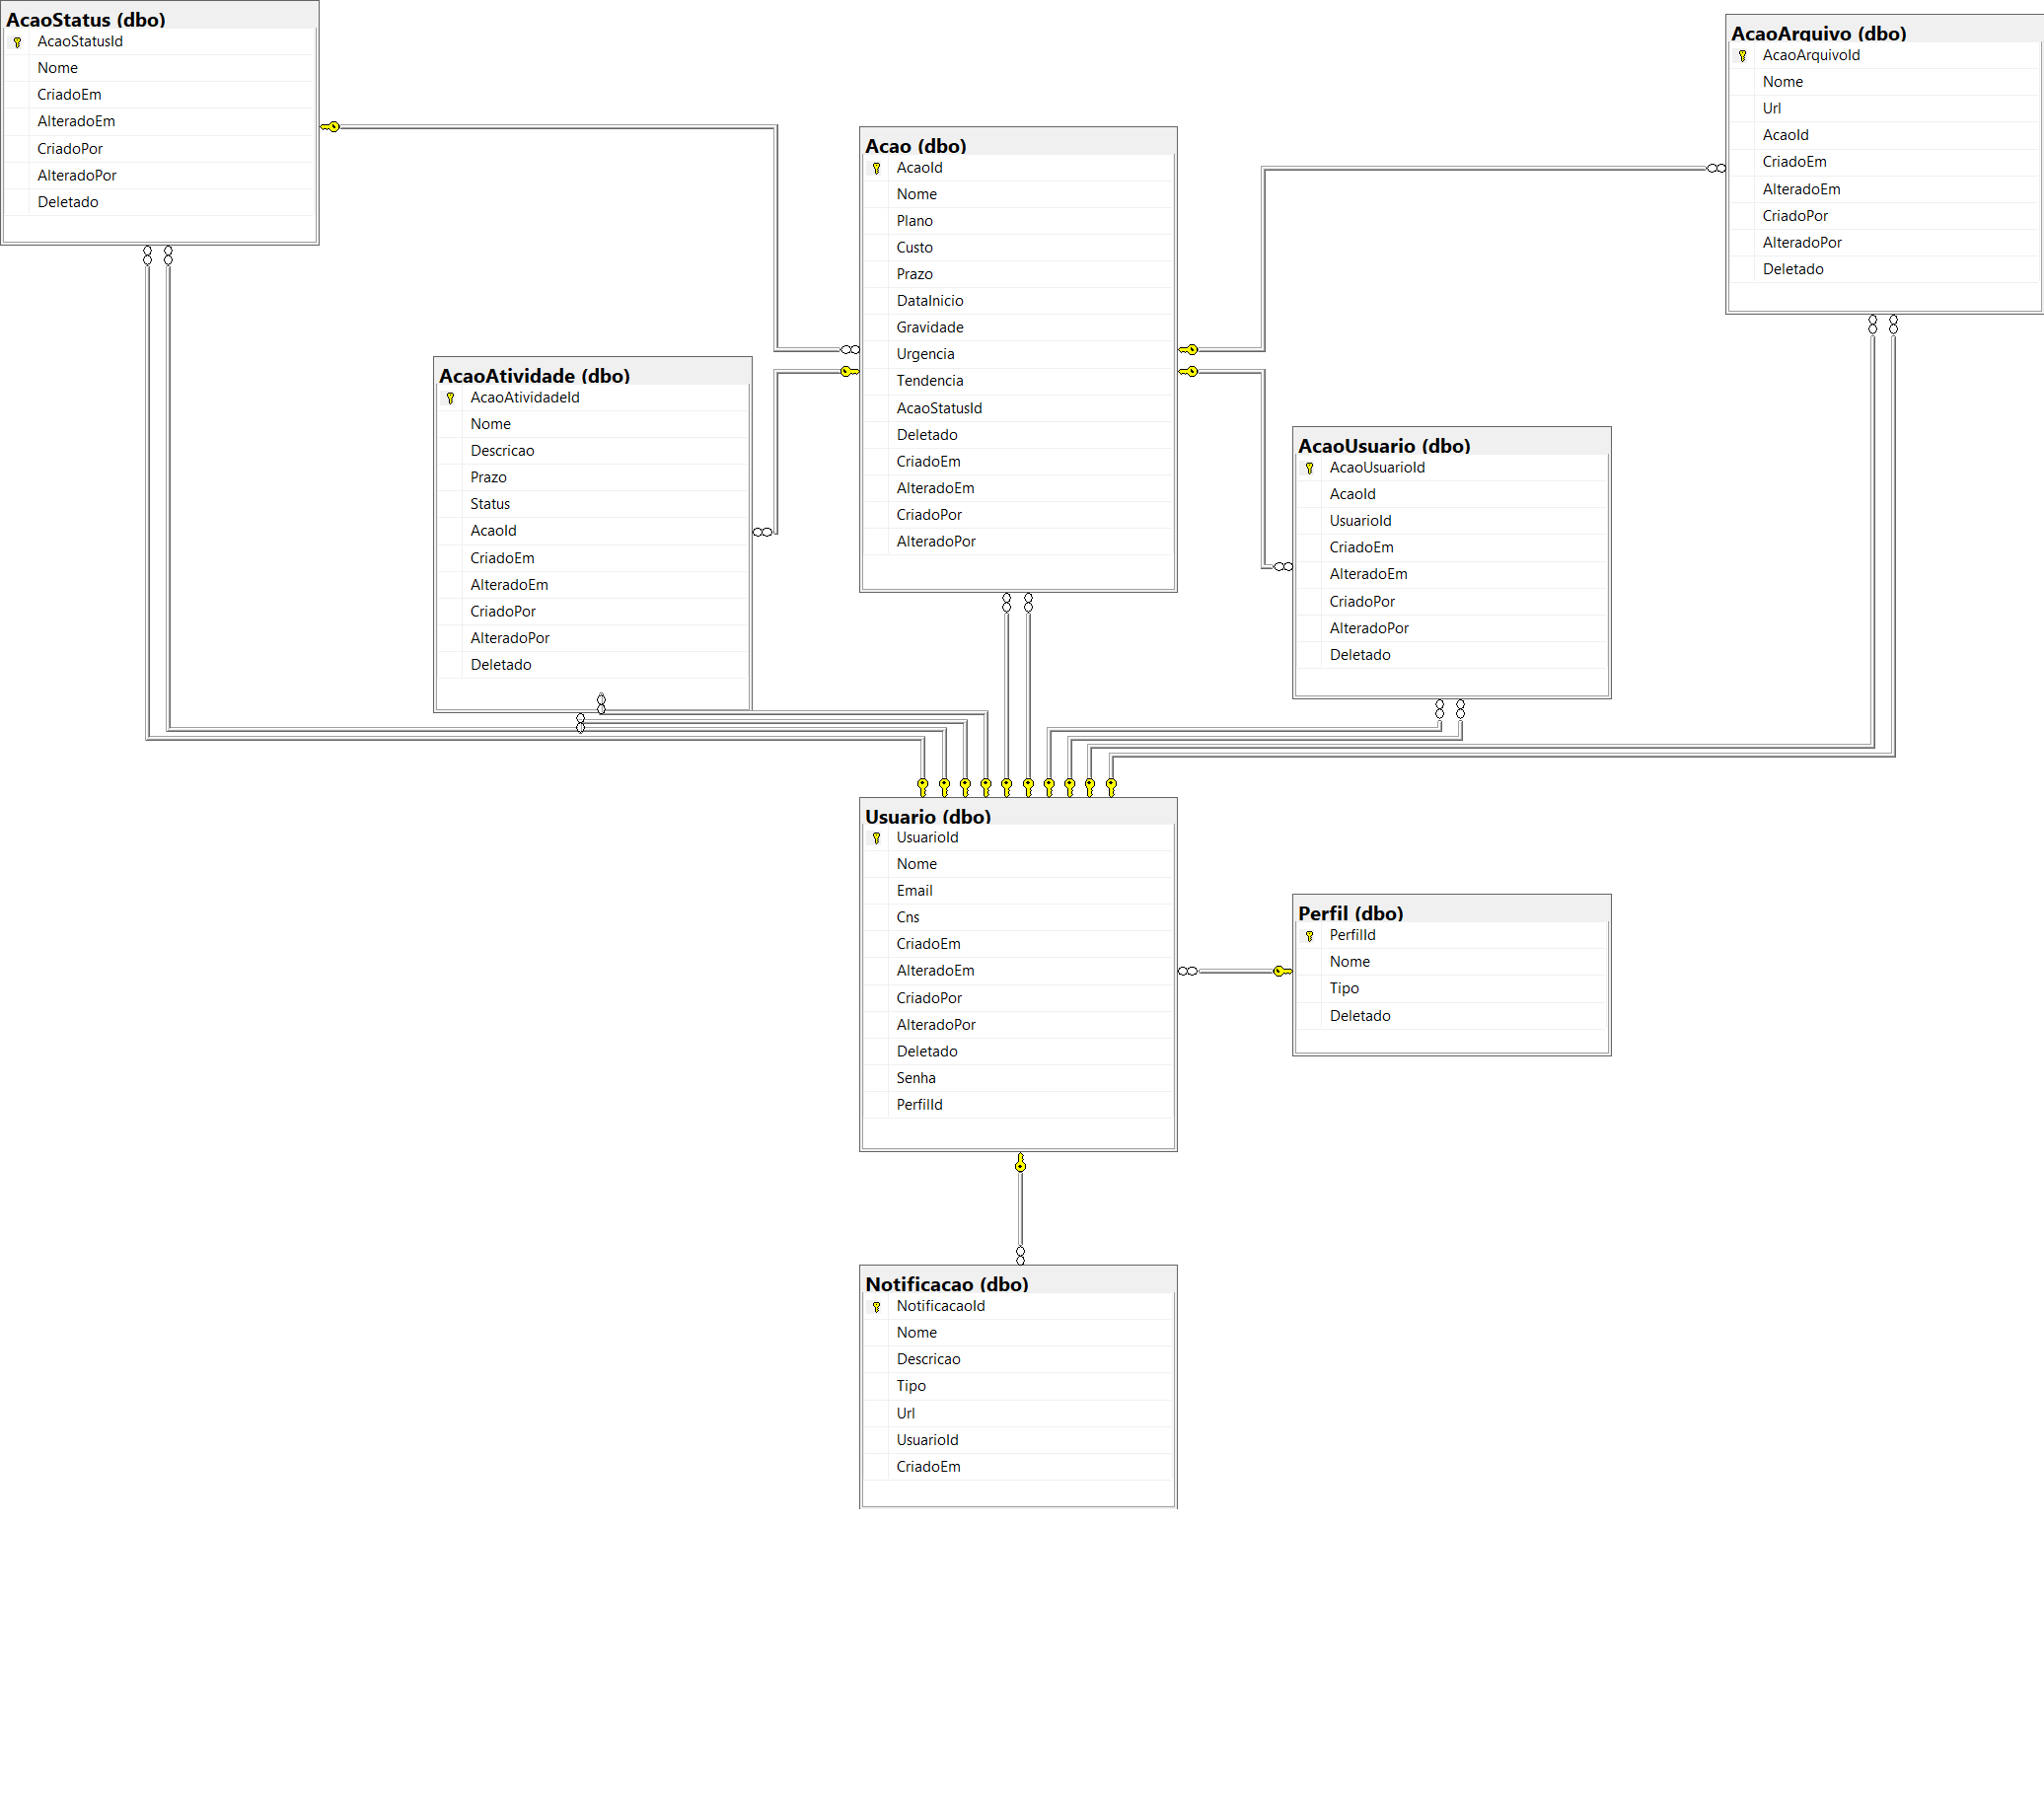 AcaoStatus (dbo)
AcaoStatusId
Nome
CriadoEm
AlteradoEm
CriadoPor
AlteradoPor
Deletado
AcaoArquivo (dbo)
AcaoArquivoId
Nome
Url
AcaoId
CriadoEm
AlteradoEm
CriadoPor
AlteradoPor
Deletado
Acao (dbo)
AcaoId
Nome
Plano
Custo
Prazo
DataInicio
Gravidade
Urgencia
Tendencia
AcaoStatusId
Deletado
CriadoEm
AlteradoEm
CriadoPor
AlteradoPor
AcaoAtividade (dbo)
AcaoAtividadeId
Nome
Descricao
Prazo
Status
AcaoId
CriadoEm
AlteradoEm
CriadoPor
AlteradoPor
Deletado
AcaoUsuario (dbo)
AcaoUsuarioId
AcaoId
UsuarioId
CriadoEm
AlteradoEm
CriadoPor
AlteradoPor
Deletado
Usuario (dbo)
UsuarioId
Nome
Email
Cns
CriadoEm
AlteradoEm
CriadoPor
AlteradoPor
Deletado
Senha
PerfilId
Perfil (dbo)
PerfilId
Nome
Tipo
Deletado
Notificacao (dbo)
NotificacaoId
Nome
Descricao
Tipo
Url
UsuarioId
CriadoEm